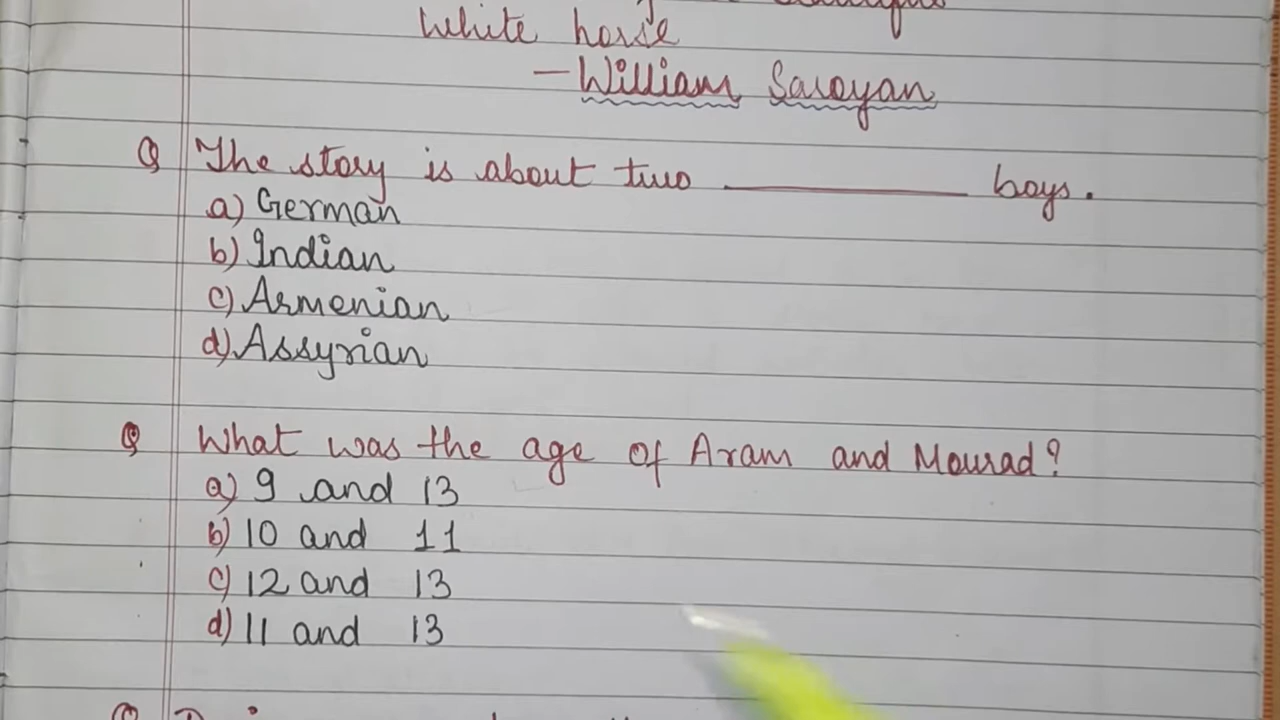 White horse
- William Saroyan
Q The story is about two ________ boys.
a) German
b) Indian
c) Armenian
d) Assyrian
Q What was the age of Aram and Mourad?
a) 9 and 13
b) 10 and 11
c) 12 and 13
d) 11 and 13
Q